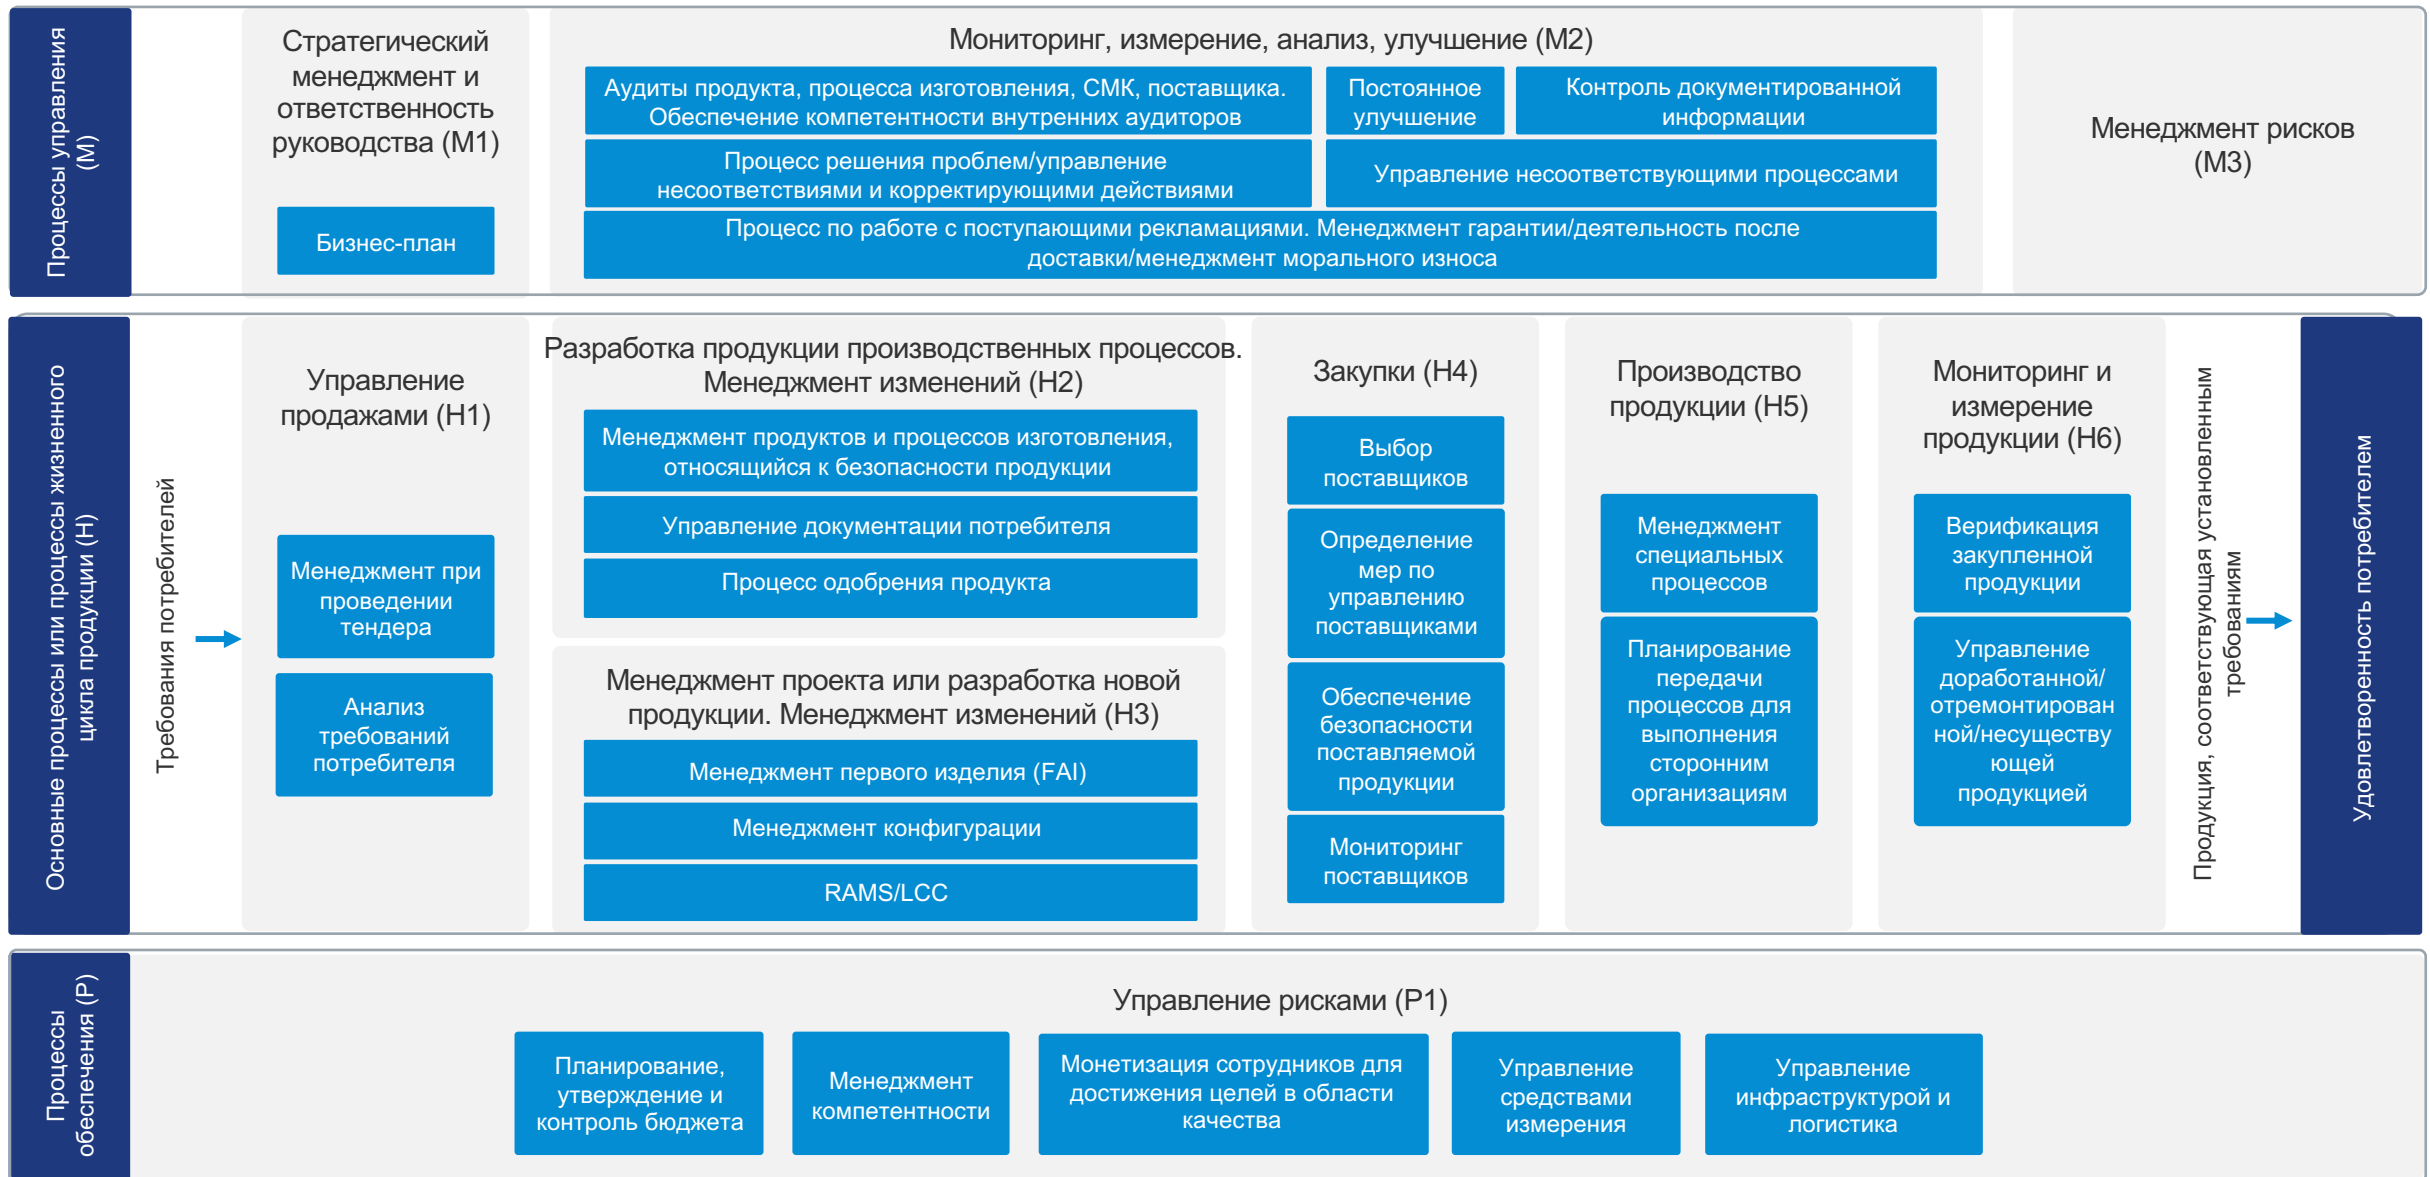 Процессы управления
(М)
Стратегический
менеджмент и
ответственность
руководства (М1)
Бизнес-план
Мониторинг, измерение, анализ, улучшение (М2)
Аудиты продукта, процесса изготовления, СМК, поставщика.
Обеспечение компетентности внутренних аудиторов
Постоянное
улучшение
Контроль документированной
информации
Процесс решения проблем/управление
несоответствиями и корректирующими действиями
Управление несоответствующими процессами
Процесс по работе с поступающими рекламациями. Менеджмент гарантии/деятельность после
доставки/менеджмент морального износа
Менеджмент рисков
(М3)
Основные процессы или процессы жизненного
цикла продукции (Н)
Требования потребителей
Управление
продажами (Н1)
Менеджмент при
проведении
тендера
Анализ
требований
потребителя
Разработка продукции производственных процессов.
Менеджмент изменений (Н2)
Менеджмент продуктов и процессов изготовления,
относящийся к безопасности продукции
Управление документации потребителя
Процесс одобрения продукта
Менеджмент проекта или разработка новой
продукции. Менеджмент изменений (Н3)
Менеджмент первого изделия (FAI)
Менеджмент конфигурации
RAMS/LCC
Закупки (Н4)
Выбор
поставщиков
Определение
мер по
управлению
поставщиками
Обеспечение
безопасности
поставляемой
продукции
Мониторинг
поставщиков
Производство
продукции (Н5)
Менеджмент
специальных
процессов
Планирование
передачи
процессов для
выполнения
сторонним
организациям
Мониторинг и
измерение
продукции (Н6)
Верификация
закупленной
продукции
Управление
доработанной/
отремонтирован
ной/несуществу
ющей
продукцией
Продукция, соответствующая установленным
требованиям
Удовлетворенность потребителем
Процессы
обеспечения (Р)
Управление рисками (Р1)
Планирование,
утверждение и
контроль бюджета
Менеджмент
компетентности
Монетизация сотрудников для
достижения целей в области
качества
Управление
средствами
измерения
Управление
инфраструктурой и
логистика